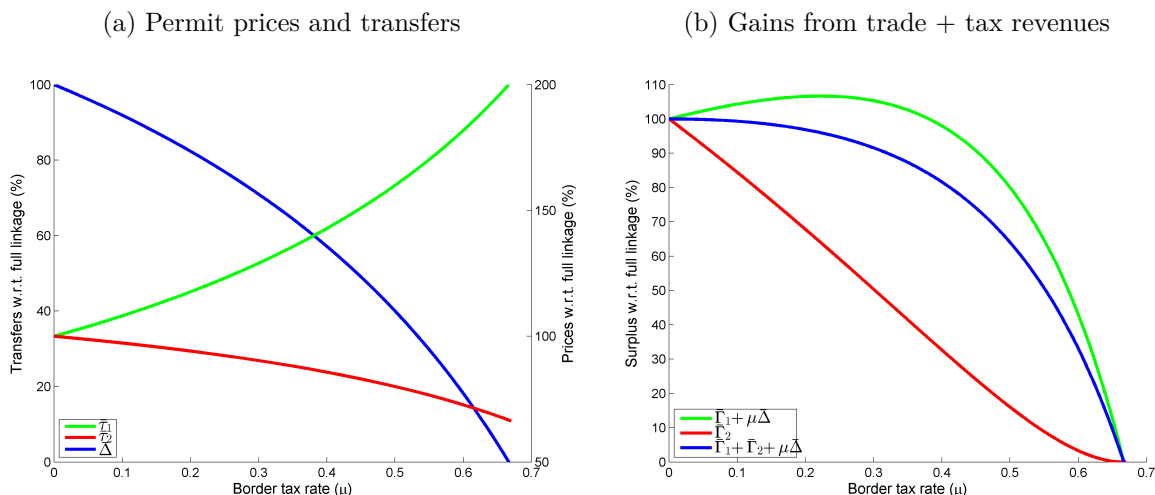 (a) Permit prices and transfers
(b) Gains from trade + tax revenues
Transfers w.r.t. full linkage (%)
100
80
60
40
20
0
200
150
100
50
Prices w.r.t. full linkage (%)
τ̄₁
τ̄₂
Δ̄
0
0.1
0.2
0.3
0.4
0.5
0.6
0.7
Border tax rate (μ)
Surplus w.r.t. full linkage (%)
110
100
90
80
70
60
50
40
30
20
10
0
Γ̄₁+ μΔ̄
Γ̄₂
Γ̄₁+ Γ̄₂+ μΔ̄
0
0.1
0.2
0.3
0.4
0.5
0.6
0.7
Border tax rate (μ)